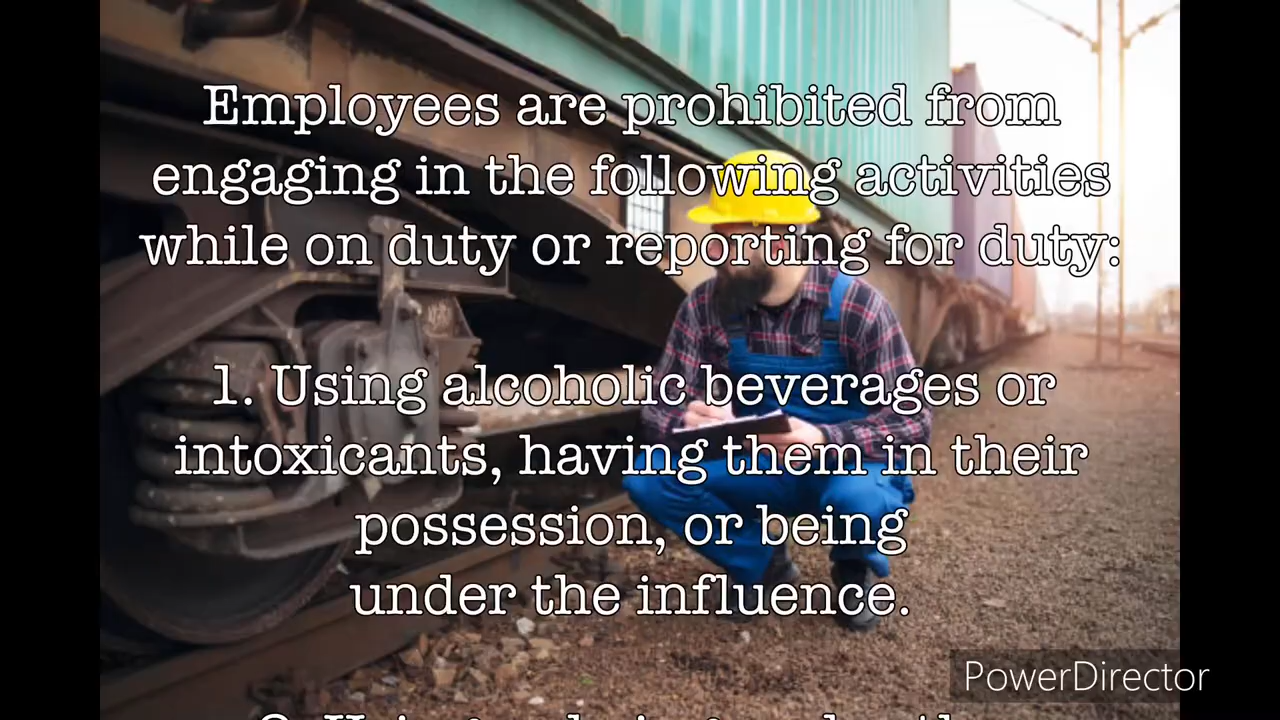 Employees are prohibited from
engaging in the following activities
while on duty or reporting for duty:
1. Using alcoholic beverages or
intoxicants, having them in their
possession, or being
under the influence.
PowerDirector